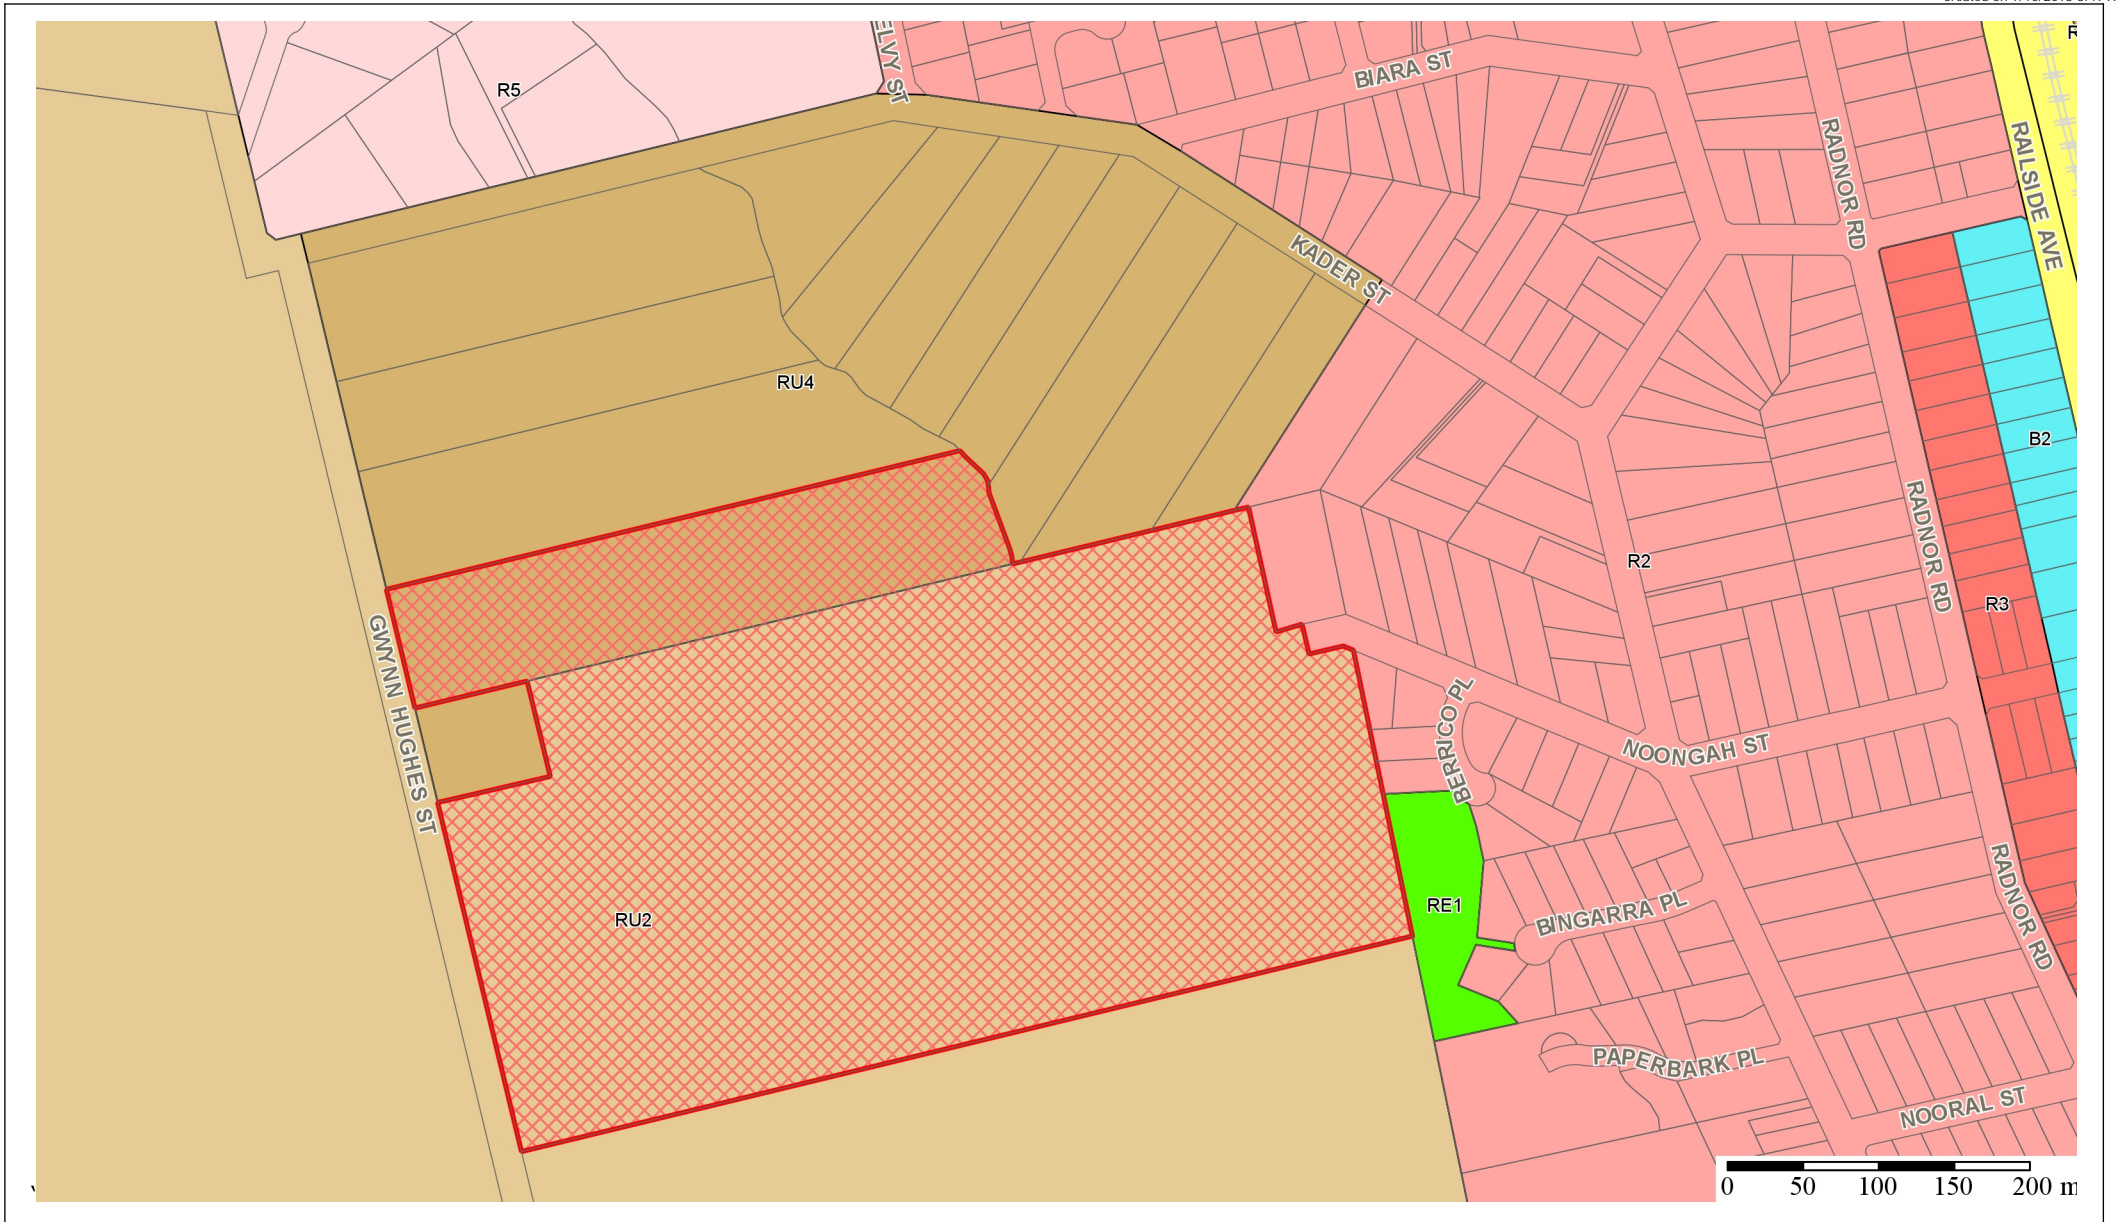 R5
ELVY ST
BIARA ST
RADNOR RD
RAILSIDE AVE
KADER ST
RU4
B2
RADNOR RD
R2
R3
GWYNN HUGHES ST
BERRICO PL
NOONGAH ST
RE1
RU2
BINGARRA PL
RADNOR RD
PAPERBARK PL
NOORAL ST
0 50 100 150 200 m